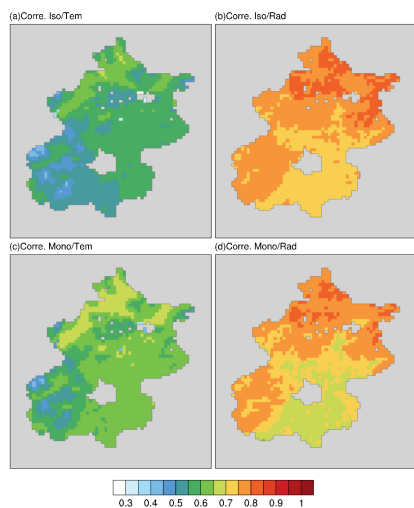 (a)Corre. Iso/Tem
(b)Corre. Iso/Rad
(c)Corre. Mono/Tem
(d)Corre. Mono/Rad
0.3 0.4 0.5 0.6 0.7 0.8 0.9 1